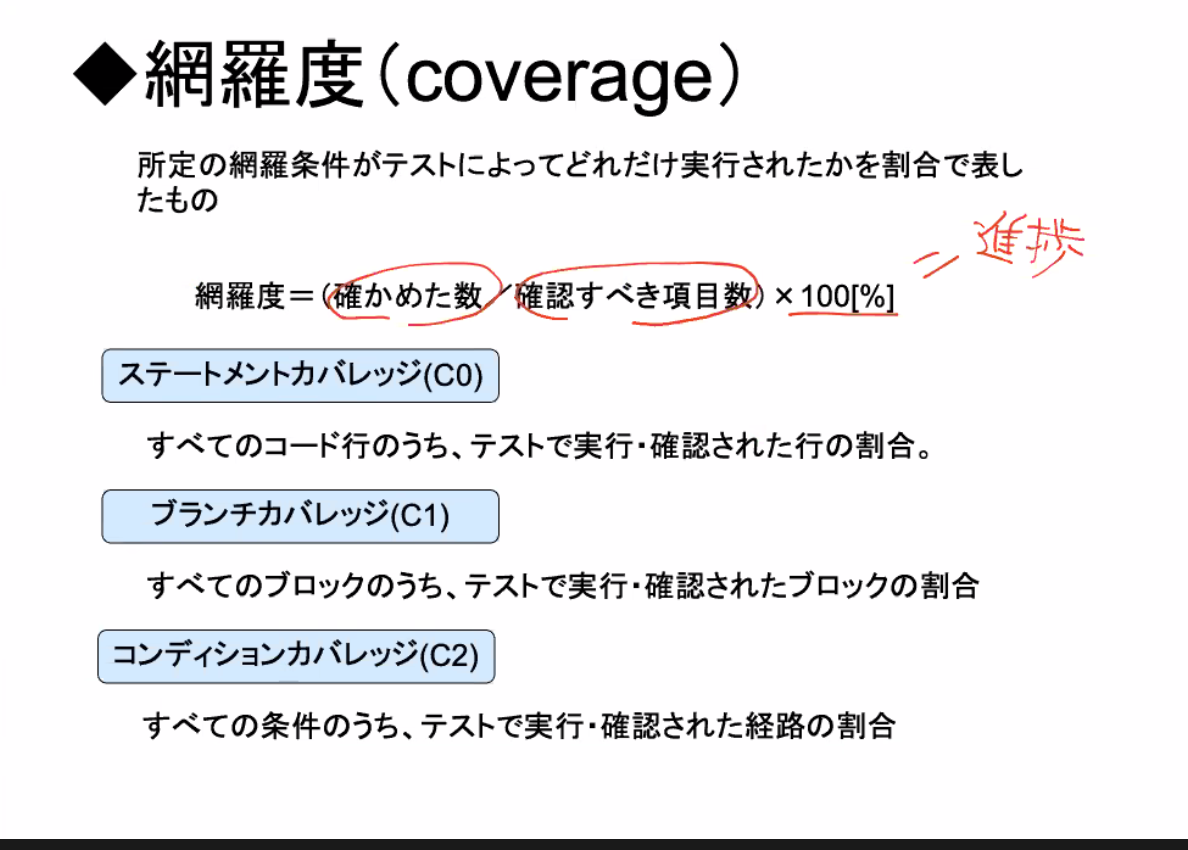 ◆網羅度(coverage)
所定の網羅条件がテストによってどれだけ実行されたかを割合で表し
たもの
= 進捗
網羅度=(確かめた数/確認すべき項目数)×100[%]
ステートメントカバレッジ(C0)
すべてのコード行のうち、テストで実行・確認された行の割合。
ブランチカバレッジ(C1)
すべてのブロックのうち、テストで実行・確認されたブロックの割合
コンディションカバレッジ(C2)
すべての条件のうち、テストで実行・確認された経路の割合